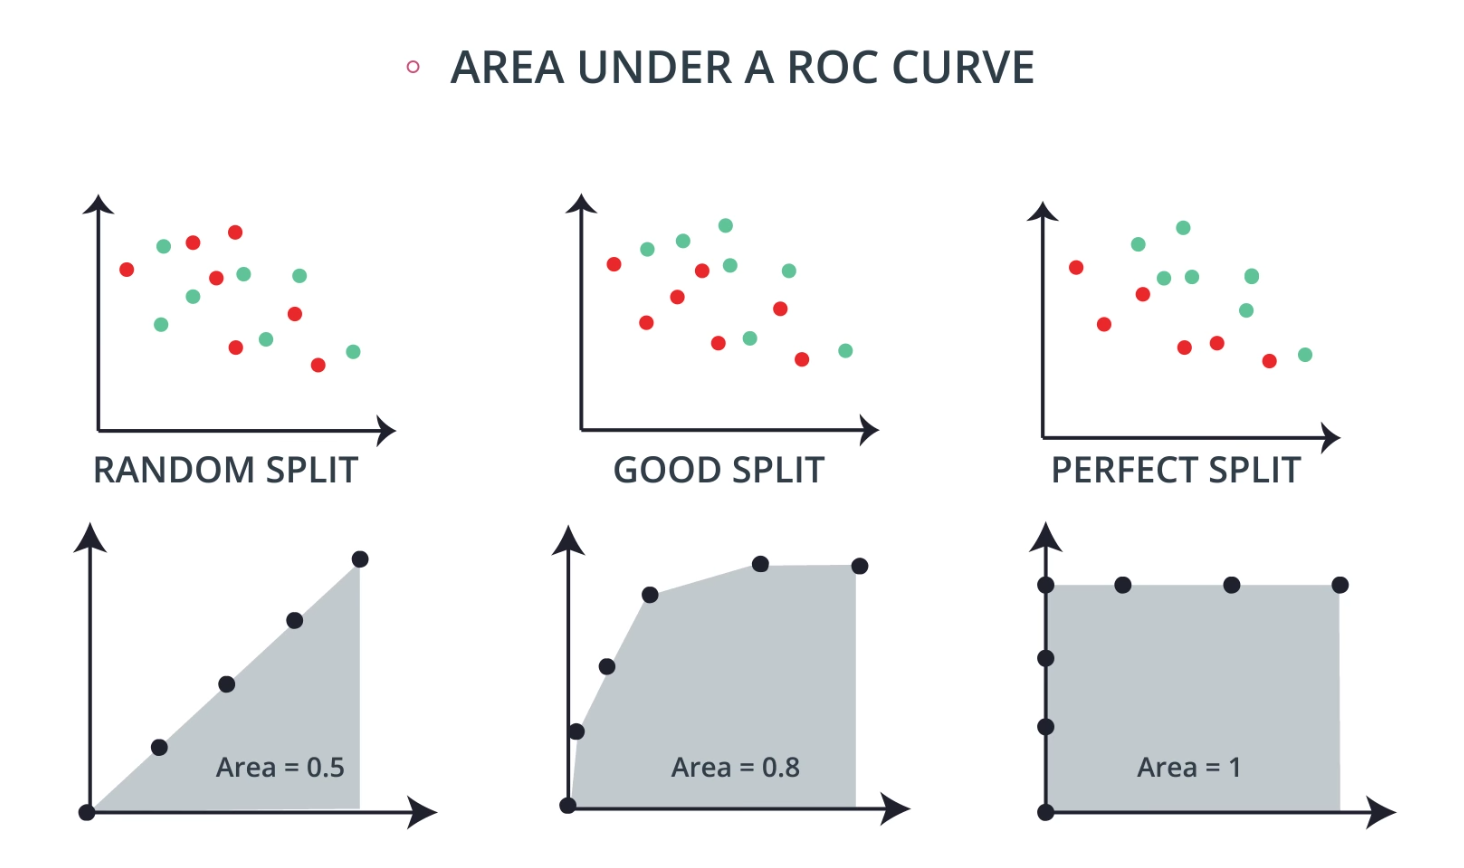 AREA UNDER A ROC CURVE
RANDOM SPLIT
GOOD SPLIT
PERFECT SPLIT
Area = 0.5
Area = 0.8
Area = 1